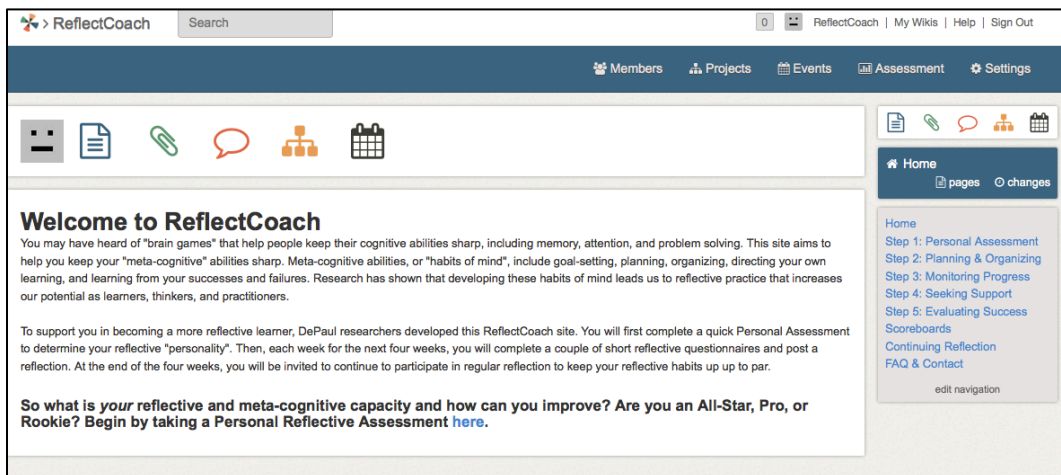 > ReflectCoach
Search
0
ReflectCoach | My Wikis | Help | Sign Out
Members
Projects
Events
Assessment
Settings
Home
pages
changes
Welcome to ReflectCoach
You may have heard of "brain games" that help people keep their cognitive abilities sharp, including memory, attention, and problem solving. This site aims to
help you keep your "meta-cognitive" abilities sharp. Meta-cognitive abilities, or "habits of mind", include goal-setting, planning, organizing, directing your own
learning, and learning from your successes and failures. Research has shown that developing these habits of mind leads us to reflective practice that increases
our potential as learners, thinkers, and practitioners.
To support you in becoming a more reflective learner, DePaul researchers developed this ReflectCoach site. You will first complete a quick Personal Assessment
to determine your reflective "personality". Then, each week for the next four weeks, you will complete a couple of short reflective questionnaires and post a
reflection. At the end of the four weeks, you will be invited to continue to participate in regular reflection to keep your reflective habits up up to par.
So what is your reflective and meta-cognitive capacity and how can you improve? Are you an All-Star, Pro, or
Rookie? Begin by taking a Personal Reflective Assessment here.
Home
Step 1: Personal Assessment
Step 2: Planning & Organizing
Step 3: Monitoring Progress
Step 4: Seeking Support
Step 5: Evaluating Success
Scoreboards
Continuing Reflection
FAQ & Contact
edit navigation